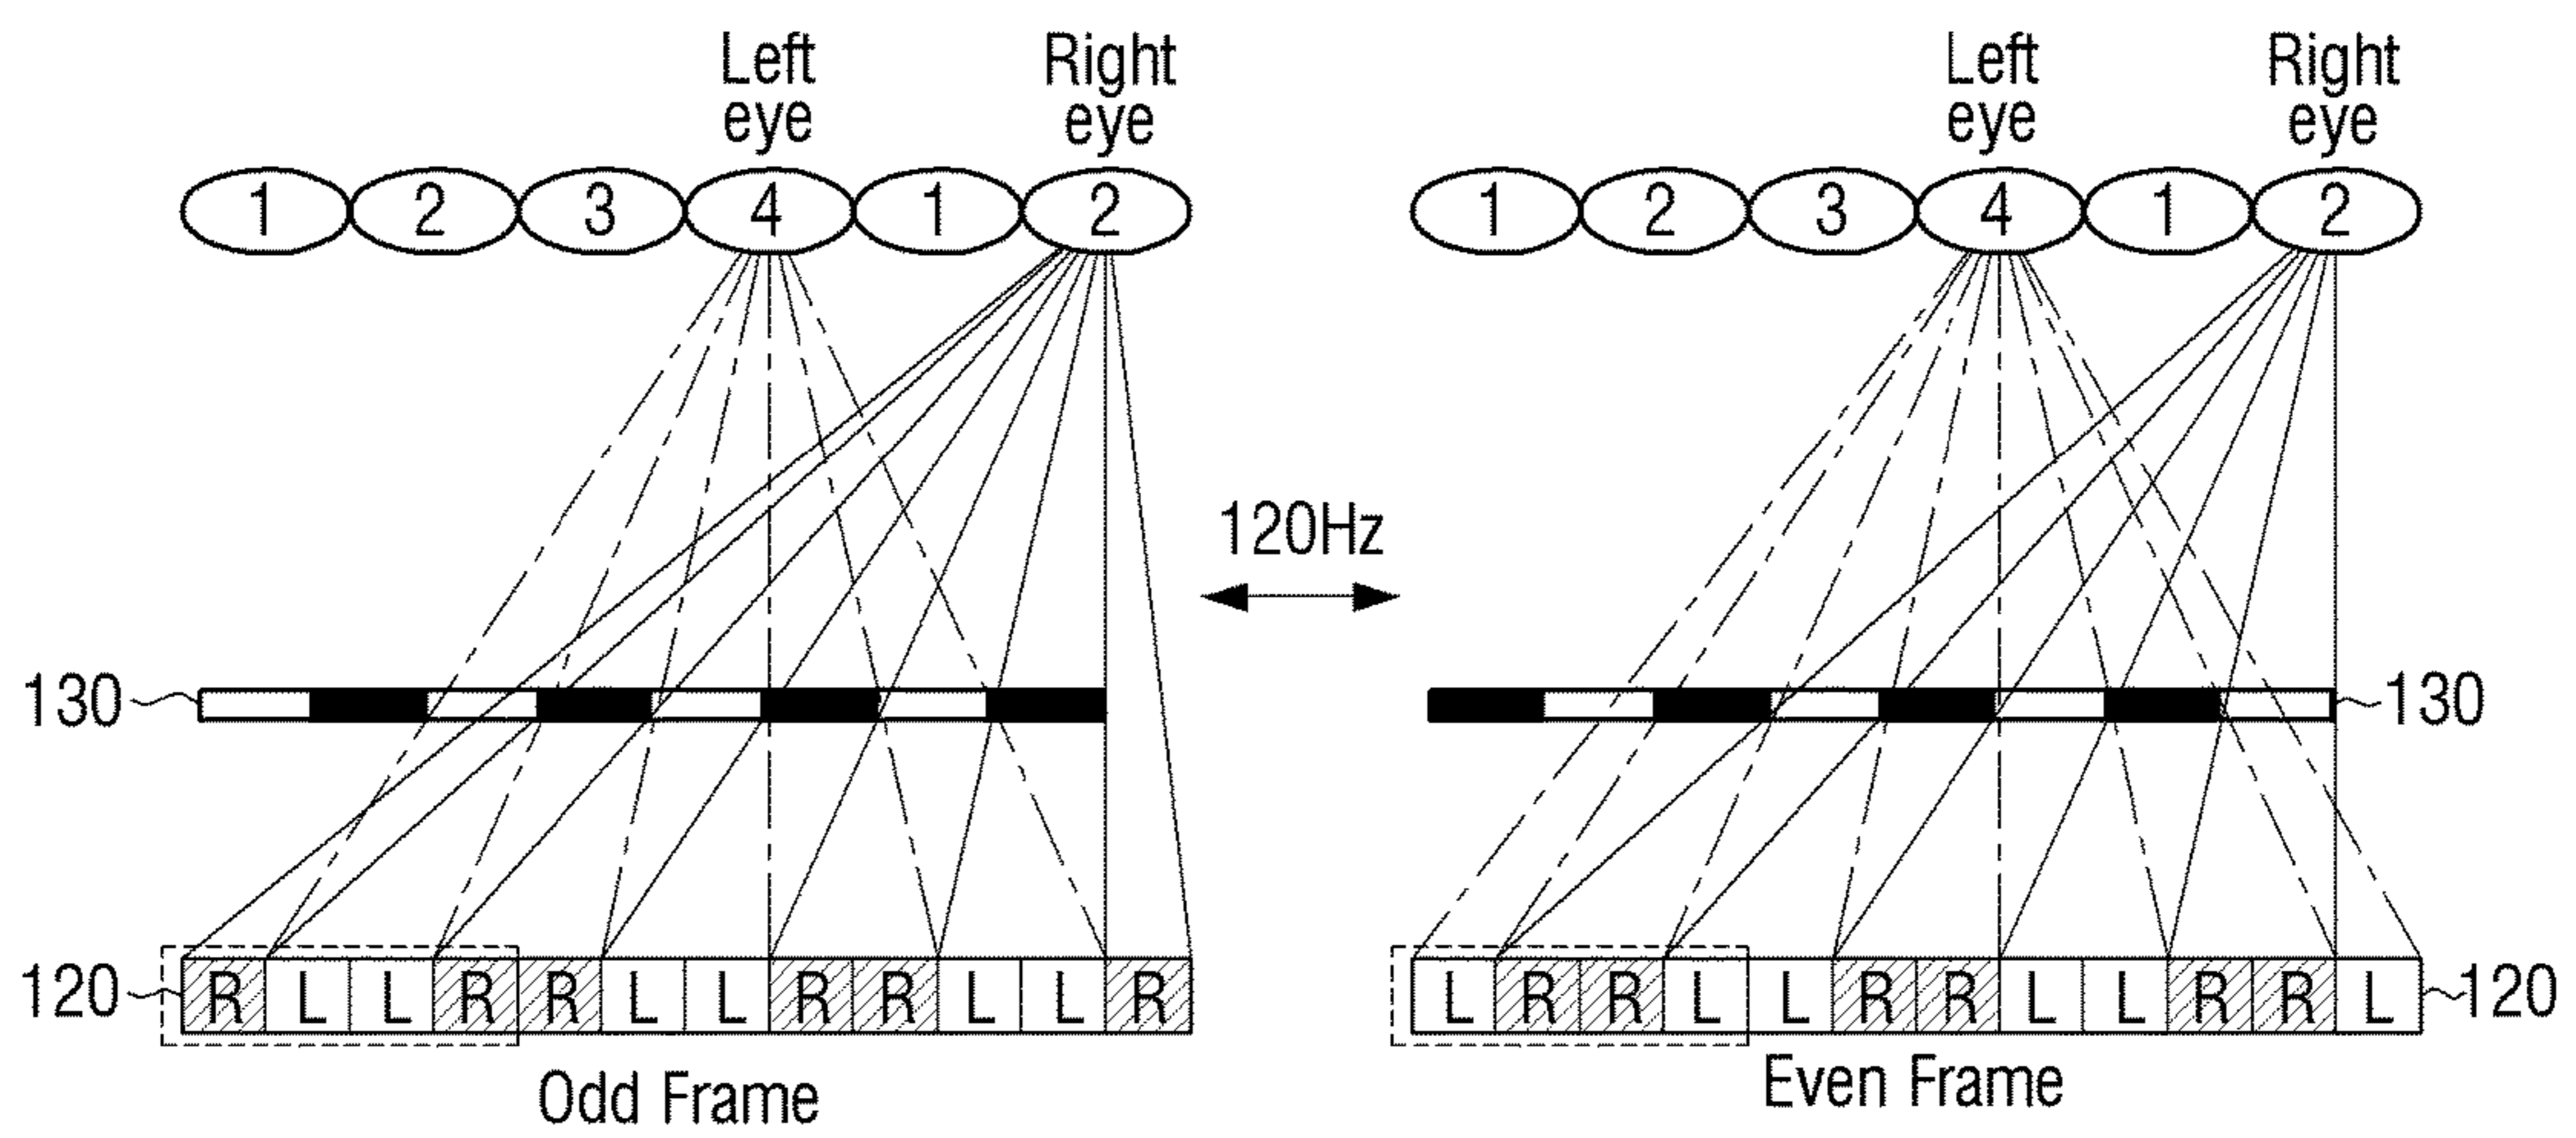 Left eye
Right eye
Left eye
Right eye
1 2 3 4 1 2
1 2 3 4 1 2
120Hz
130
130
120
R L L R R L L R R L L R
L R R L L R R L L R R L
120
Odd Frame
Even Frame